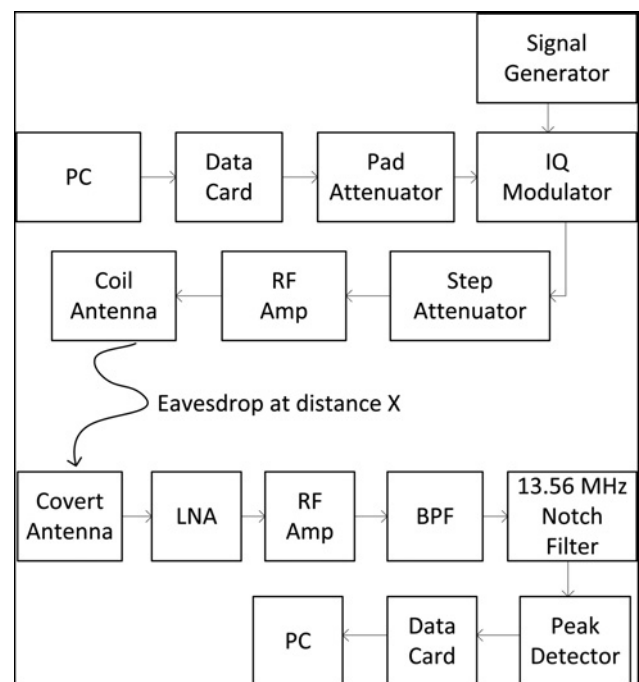 Signal
Generator
PC
Data
Card
Pad
Attenuator
IQ
Modulator
Coil
Antenna
RF
Amp
Step
Attenuator
Eavesdrop at distance X
Covert
Antenna
LNA
RF
Amp
BPF
13.56 MHz
Notch
Filter
PC
Data
Card
Peak
Detector